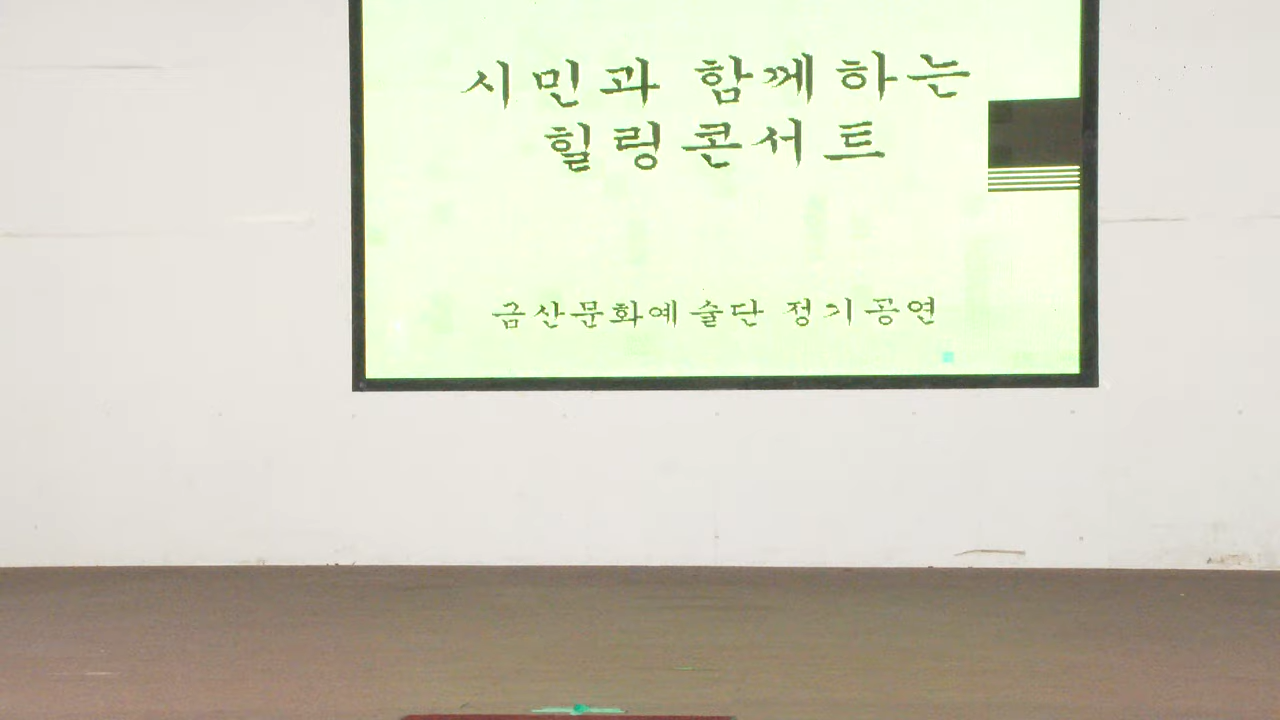 시민과 함께하는
힐링콘서트
금산문화예술단 정기공연